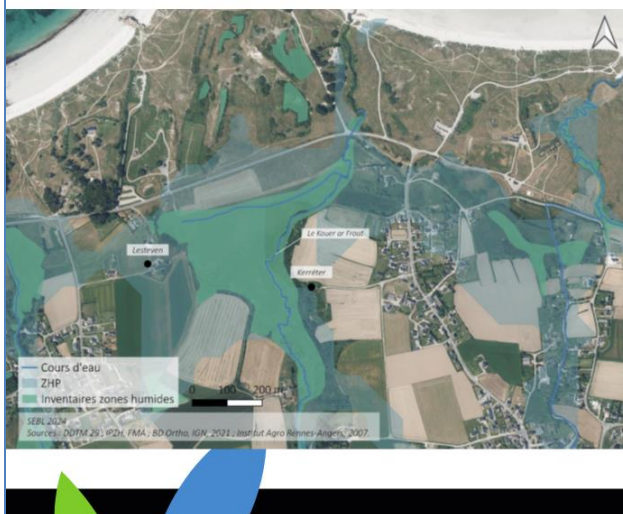 Lesteven
Le Kouer ar Frout
Kerréter
Cours d'eau
ZHP
Inventaires zones humides
0 100 200 m
SEBL 2024
Sources : DDTM 29 ; IPZH, FMA ; BD Ortho, IGN, 2021 ; Institut Agro Rennes-Angers, 2007.